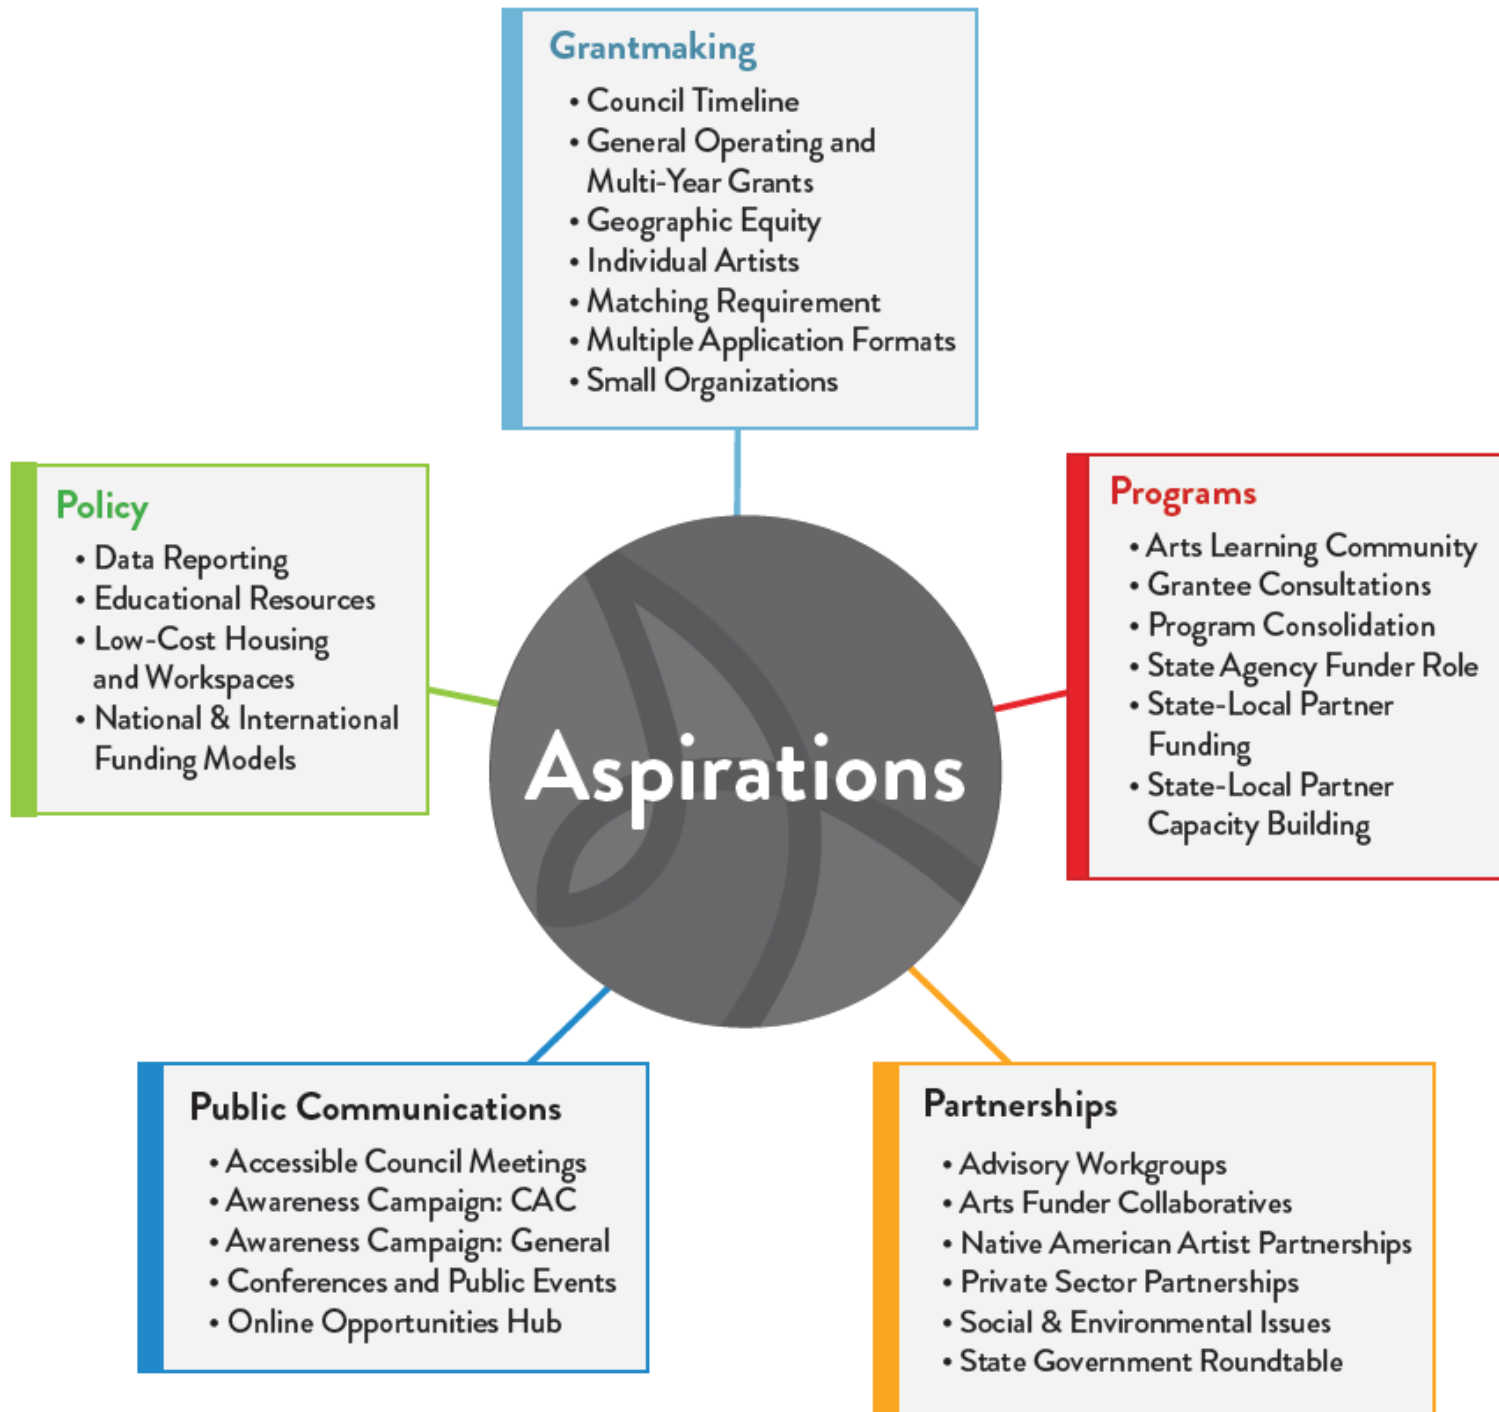 Grantmaking
• Council Timeline
• General Operating and
Multi-Year Grants
• Geographic Equity
• Individual Artists
• Matching Requirement
• Multiple Application Formats
• Small Organizations
Policy
• Data Reporting
• Educational Resources
• Low-Cost Housing
and Workspaces
• National & International
Funding Models
Programs
• Arts Learning Community
• Grantee Consultations
• Program Consolidation
• State Agency Funder Role
• State-Local Partner
Funding
• State-Local Partner
Capacity Building
Aspirations
Public Communications
• Accessible Council Meetings
• Awareness Campaign: CAC
• Awareness Campaign: General
• Conferences and Public Events
• Online Opportunities Hub
Partnerships
• Advisory Workgroups
• Arts Funder Collaboratives
• Native American Artist Partnerships
• Private Sector Partnerships
• Social & Environmental Issues
• State Government Roundtable